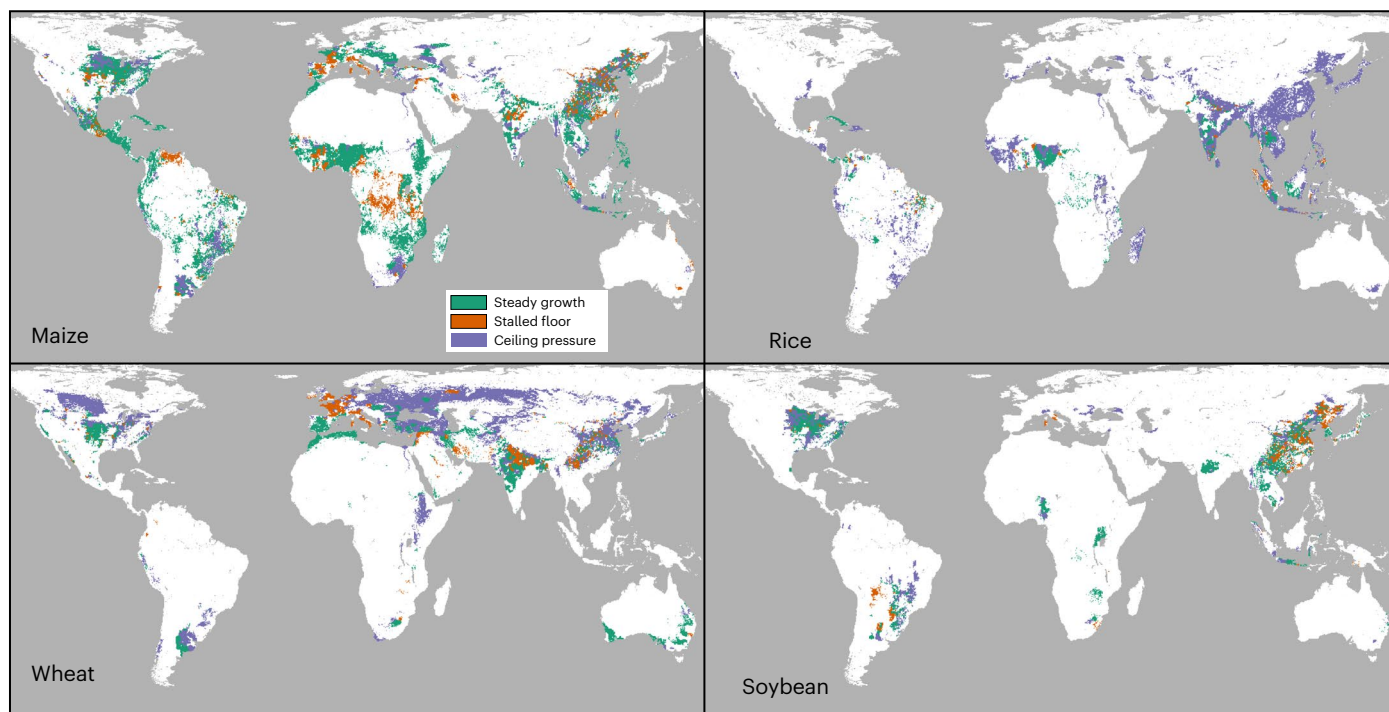 Maize
Steady growth
Stalled floor
Ceiling pressure
Rice
Wheat
Soybean